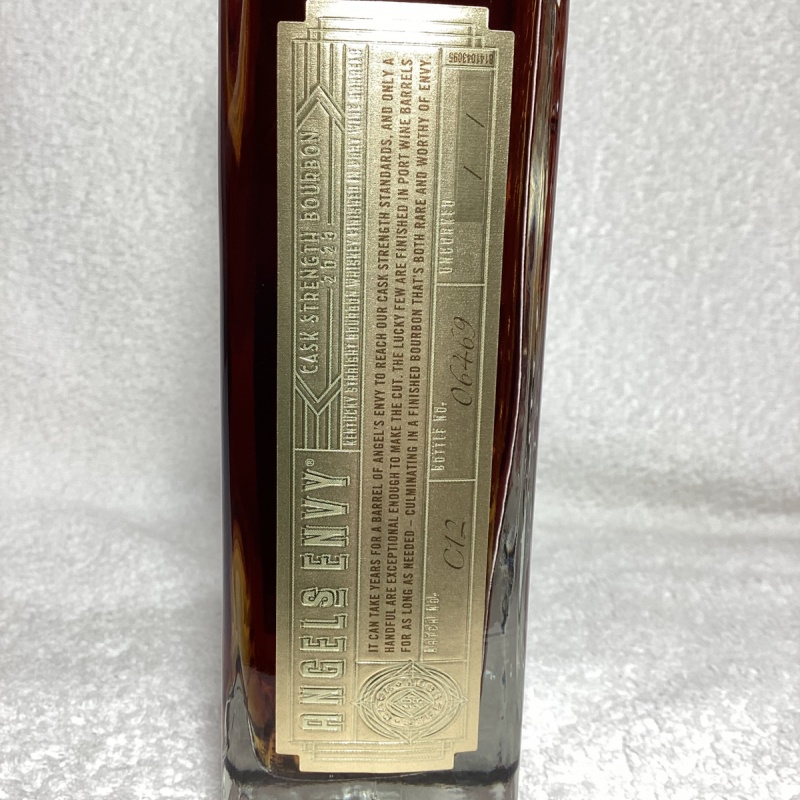 ANGEL'S ENVY®
CASK STRENGTH BOURBON
2023
KENTUCKY STRAIGHT BOURBON WHISKEY FINISHED IN PORT WINE BARRELS
IT CAN TAKE YEARS FOR A BARREL OF ANGEL'S ENVY TO REACH OUR CASK STRENGTH STANDARDS, AND ONLY A
HANDFUL ARE EXCEPTIONAL ENOUGH TO MAKE THE CUT. THE LUCKY FEW ARE FINISHED IN PORT WINE BARRELS
FOR AS LONG AS NEEDED – CULMINATING IN A FINISHED BOURBON THAT'S BOTH RARE AND WORTHY OF ENVY.
BATCH NO. C12
BOTTLE NO. 06469
UNCORKED / /